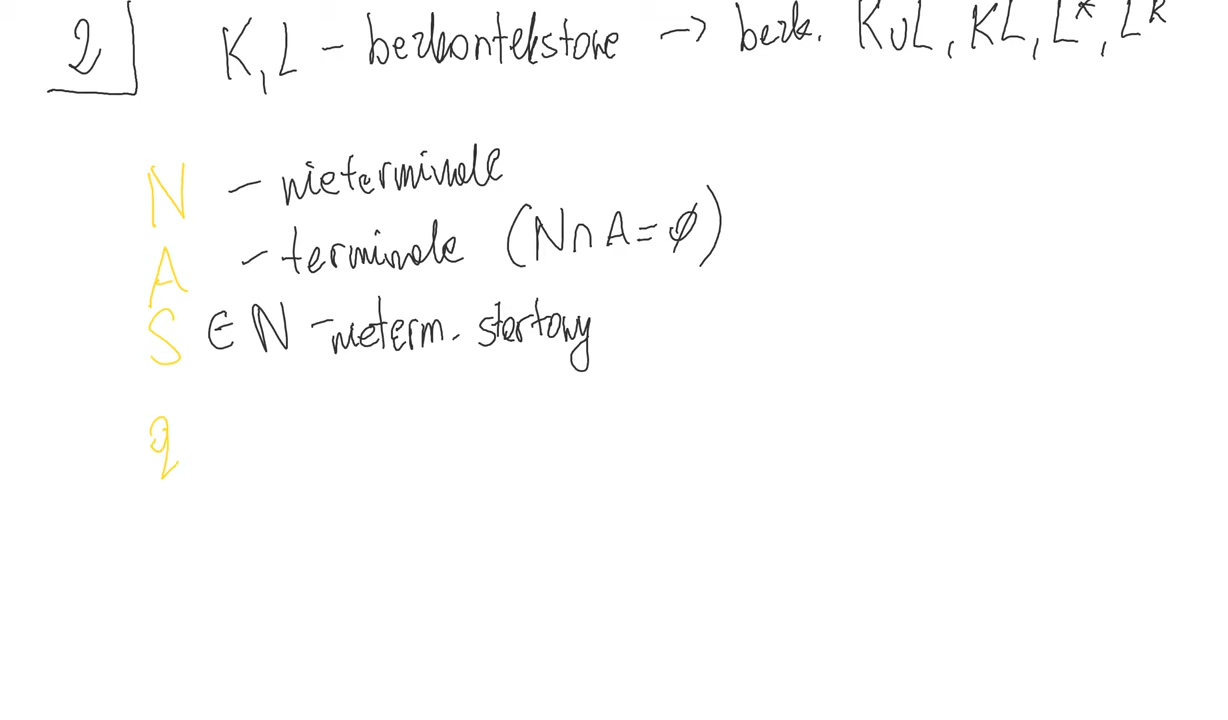 2 K, L - bezkontekstowe -> bezk. K∪L, KL, L*, L^R
N - nieterminale
A - terminale (N∩A=∅)
S ∈ N - nieterm. startowy